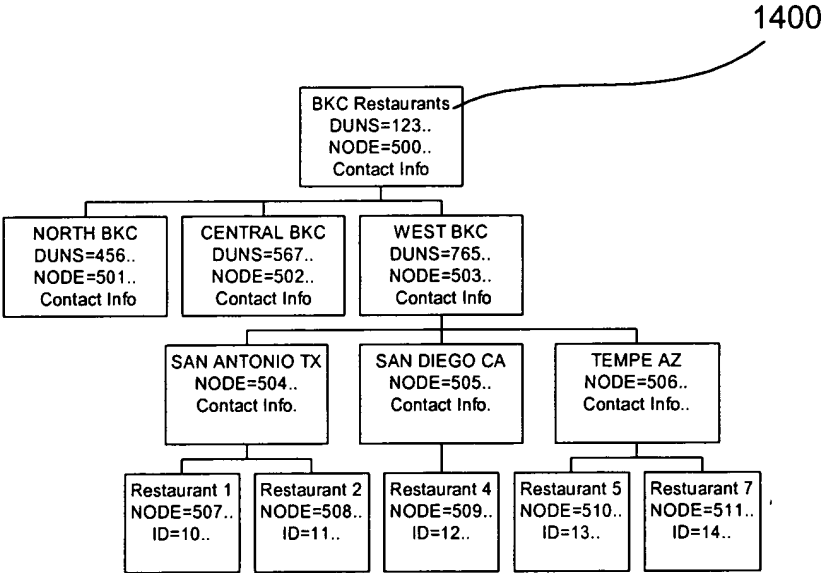 1400
BKC Restaurants
DUNS=123..
NODE=500..
Contact Info
NORTH BKC
DUNS=456..
NODE=501..
Contact Info
CENTRAL BKC
DUNS=567..
NODE=502..
Contact Info
WEST BKC
DUNS=765..
NODE=503..
Contact Info
SAN ANTONIO TX
NODE=504..
Contact Info.
SAN DIEGO CA
NODE=505..
Contact Info.
TEMPE AZ
NODE=506..
Contact Info..
Restaurant 1
NODE=507..
ID=10..
Restaurant 2
NODE=508..
ID=11..
Restaurant 4
NODE=509..
ID=12..
Restaurant 5
NODE=510..
ID=13..
Restuarant 7
NODE=511..
ID=14..